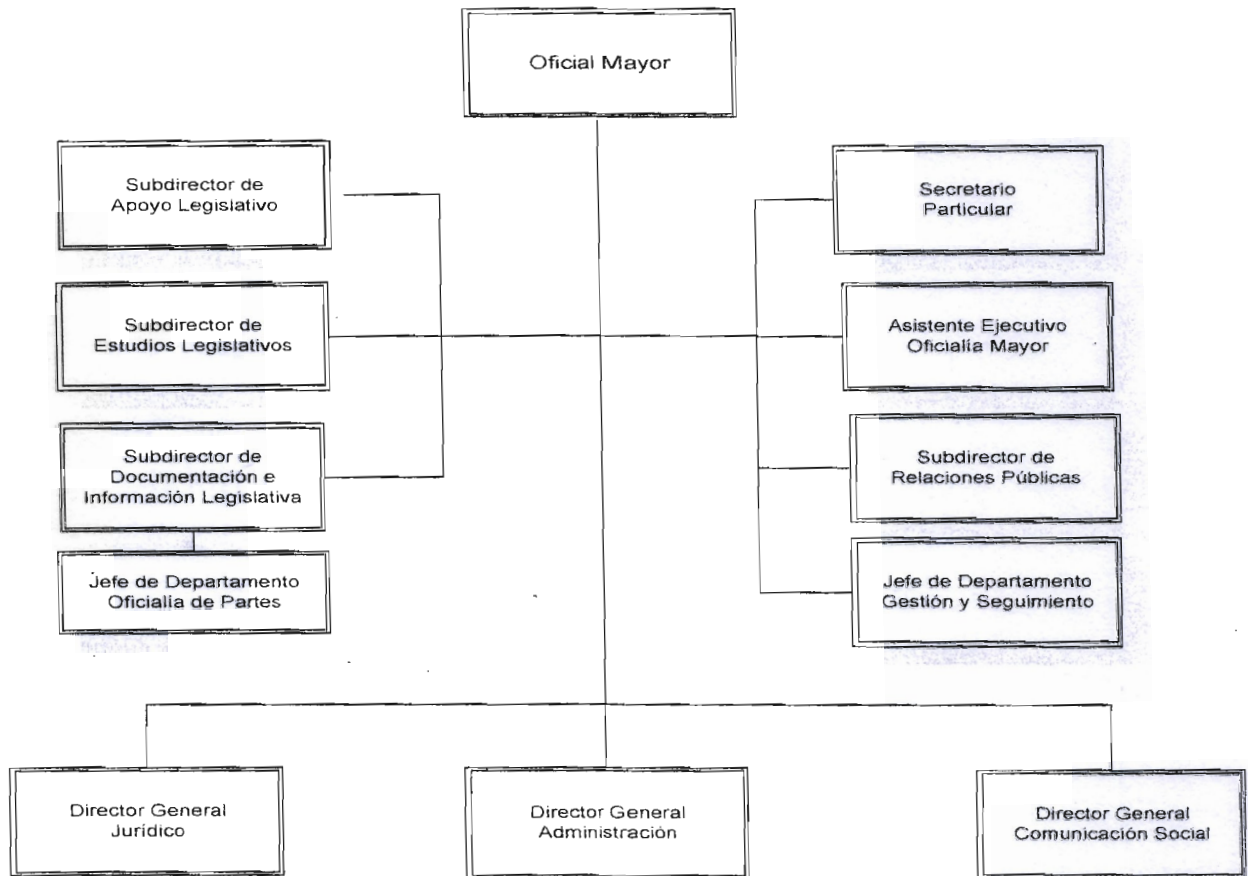 Oficial Mayor
Subdirector de
Apoyo Legislativo
Secretario
Particular
Subdirector de
Estudios Legislativos
Asistente Ejecutivo
Oficialía Mayor
Subdirector de
Documentación e
Información Legislativa
Subdirector de
Relaciones Públicas
Jefe de Departamento
Oficialía de Partes
Jefe de Departamento
Gestión y Seguimiento
Director General
Jurídico
Director General
Administración
Director General
Comunicación Social